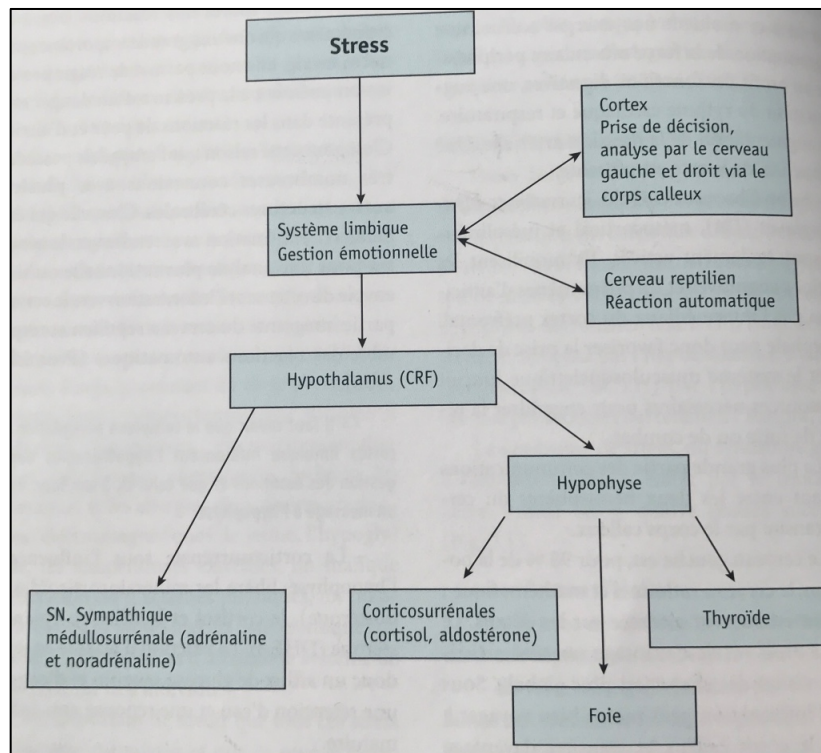 Stress
Cortex
Prise de décision,
analyse par le cerveau
gauche et droit via le
corps calleux
Système limbique
Gestion émotionnelle
Cerveau reptilien
Réaction automatique
Hypothalamus (CRF)
Hypophyse
SN. Sympathique
médullosurrénale (adrénaline
et noradrénaline)
Corticosurrénales
(cortisol, aldostérone)
Thyroïde
Foie